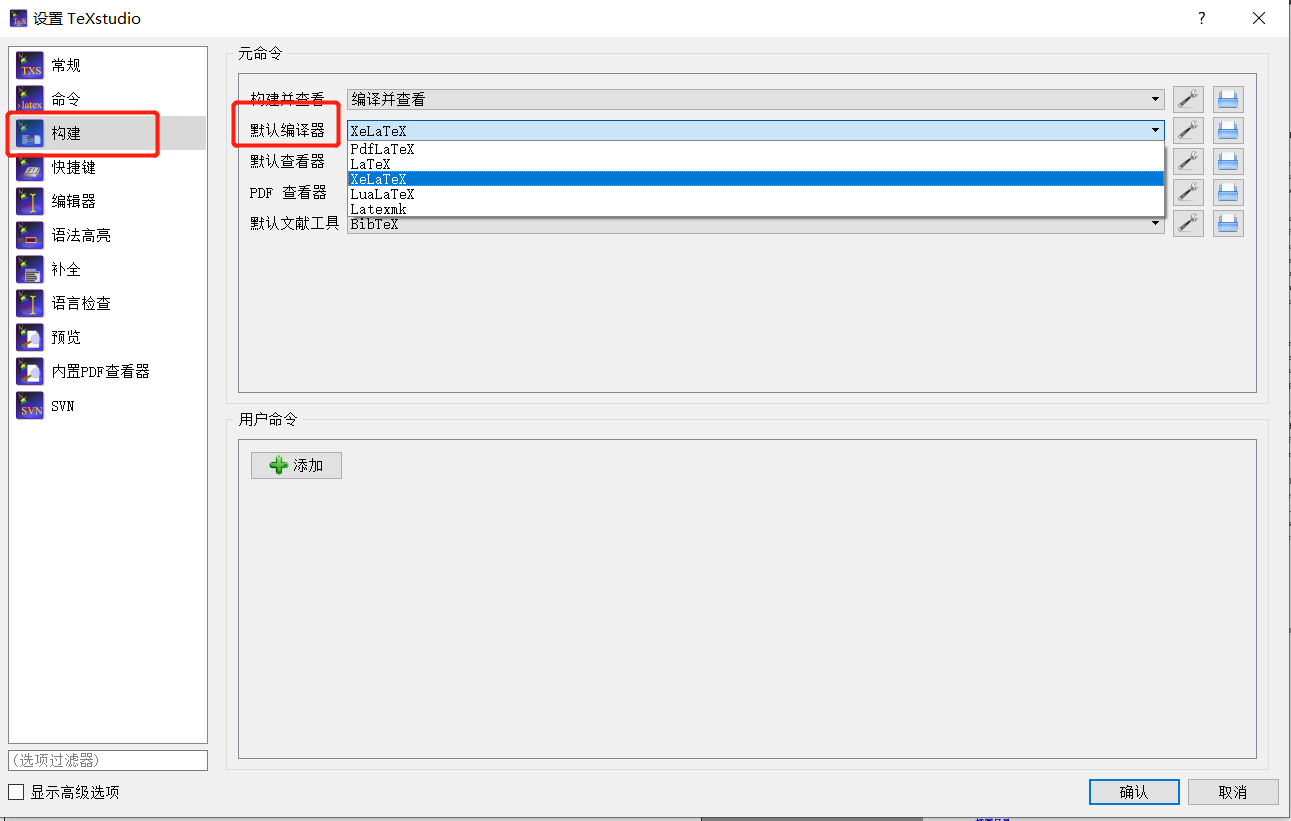 设置 TeXstudio
?
常规
命令
构建
快捷键
编辑器
语法高亮
补全
语言检查
预览
内置PDF查看器
SVN
(选项过滤器)
显示高级选项
元命令
构建并查看 编译并查看
默认编译器 XeLaTeX
PdfLaTeX
LaTeX
XeLaTeX
LuaLaTeX
Latexmk
默认查看器
PDF 查看器
默认文献工具 BibTeX
用户命令
添加
确认 取消